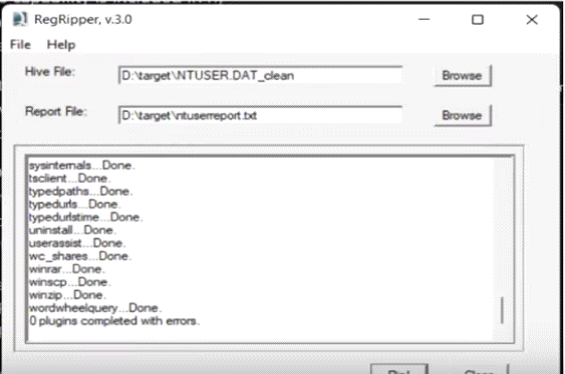 RegRipper, v.3.0
File Help
Hive File: D:\target\NTUSER.DAT_clean Browse
Report File: D:\target\ntuserreport.txt Browse
sysinternals...Done.
tsclient...Done.
typedpaths...Done.
typedurls...Done.
typedurlstime...Done.
uninstall...Done.
userassist...Done.
wc_shares...Done.
winrar...Done.
winscp...Done.
winzip...Done.
wordwheelquery...Done.
0 plugins completed with errors.